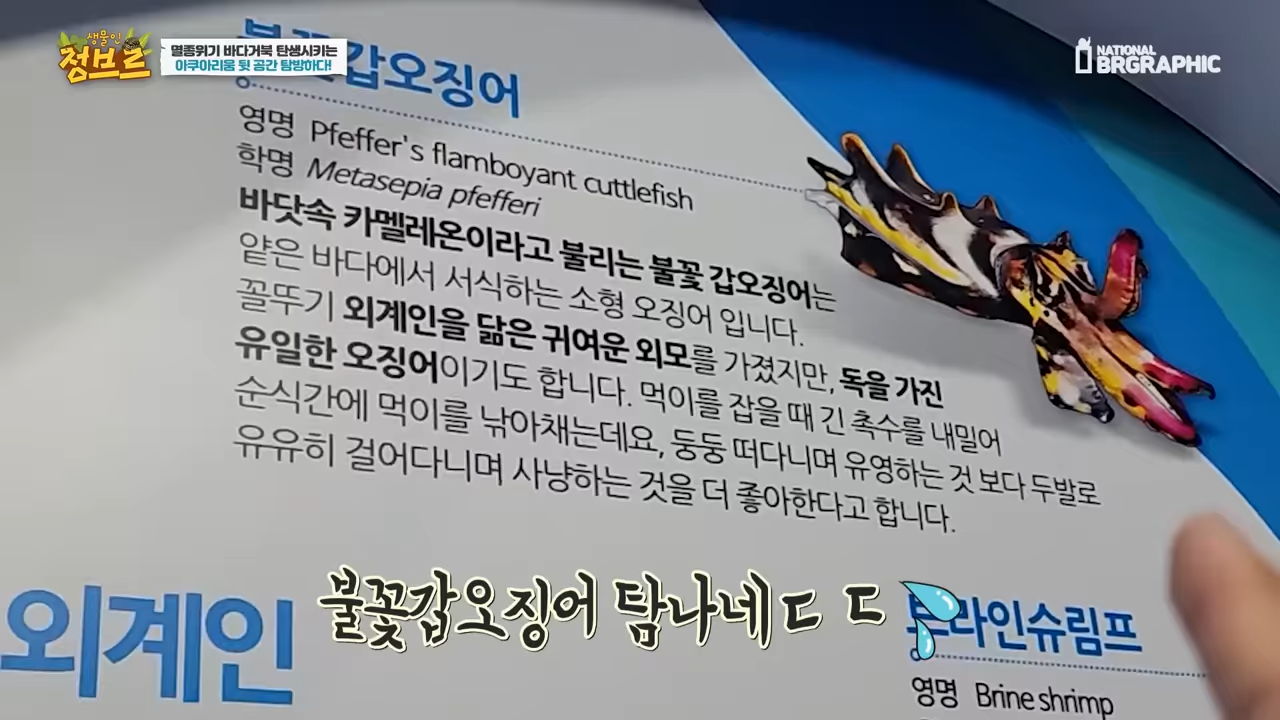 생물인
정브르
멸종위기 바다거북 탄생시키는
아쿠아리움 뒷 공간 탐방하다!
NATIONAL
BRGRAPHIC
불꽃갑오징어
영명 Pfeffer's flamboyant cuttlefish
학명 Metasepia pfefferi
바닷속 카멜레온이라고 불리는 불꽃 갑오징어는
얕은 바다에서 서식하는 소형 오징어 입니다.
꼴뚜기 외계인을 닮은 귀여운 외모를 가졌지만, 독을 가진
유일한 오징어이기도 합니다. 먹이를 잡을 때 긴 촉수를 내밀어
순식간에 먹이를 낚아채는데요, 둥둥 떠다니며 유영하는 것 보다 두발로
유유히 걸어다니며 사냥하는 것을 더 좋아한다고 합니다.
외계인
불꽃갑오징어 탐나네ㄷㄷ
브라인슈림프
영명 Brine shrimp